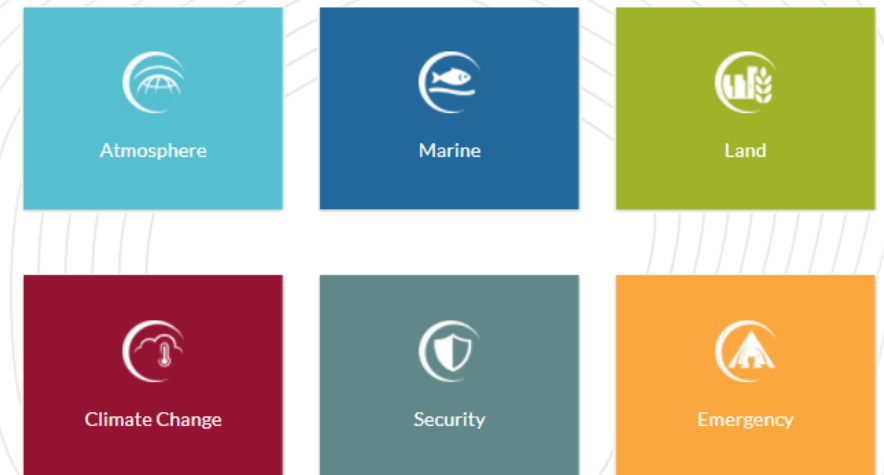 Atmosphere
Marine
Land
Climate Change
Security
Emergency